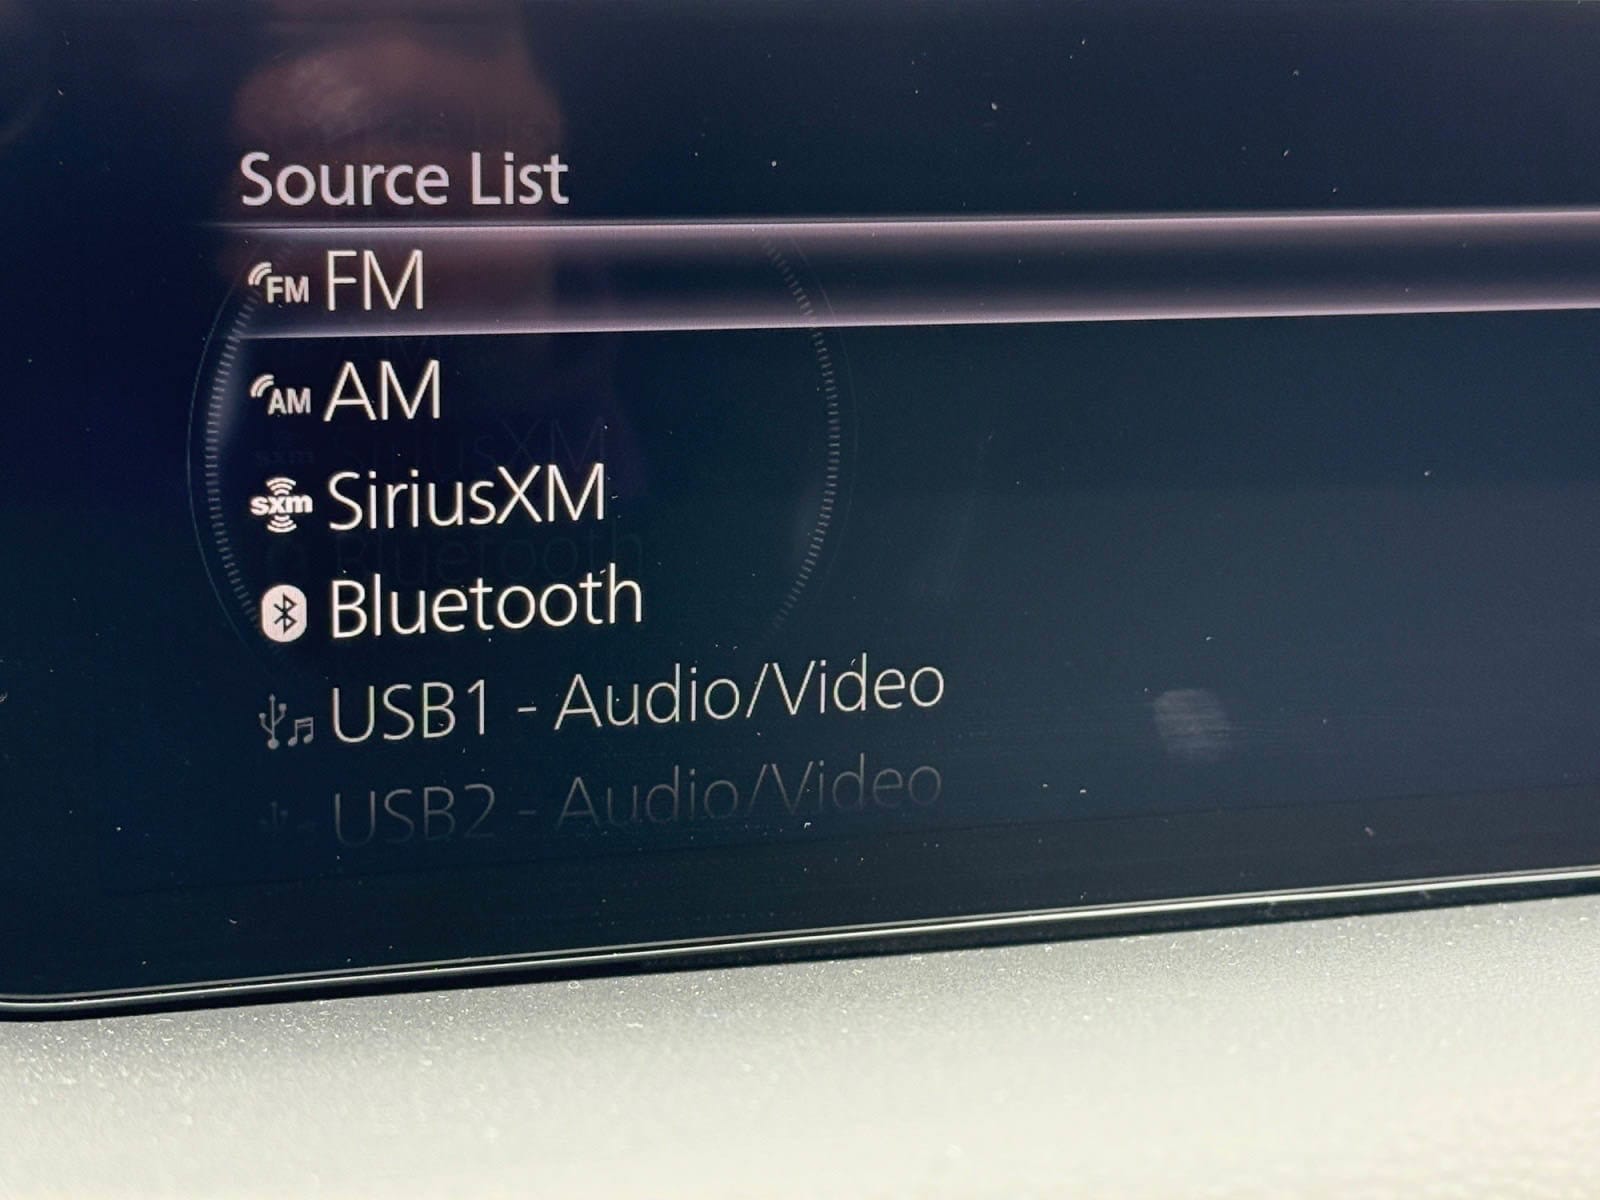 Source List
FM FM
AM AM
sxm SiriusXM
Bluetooth
USB1 - Audio/Video
USB2 - Audio/Video